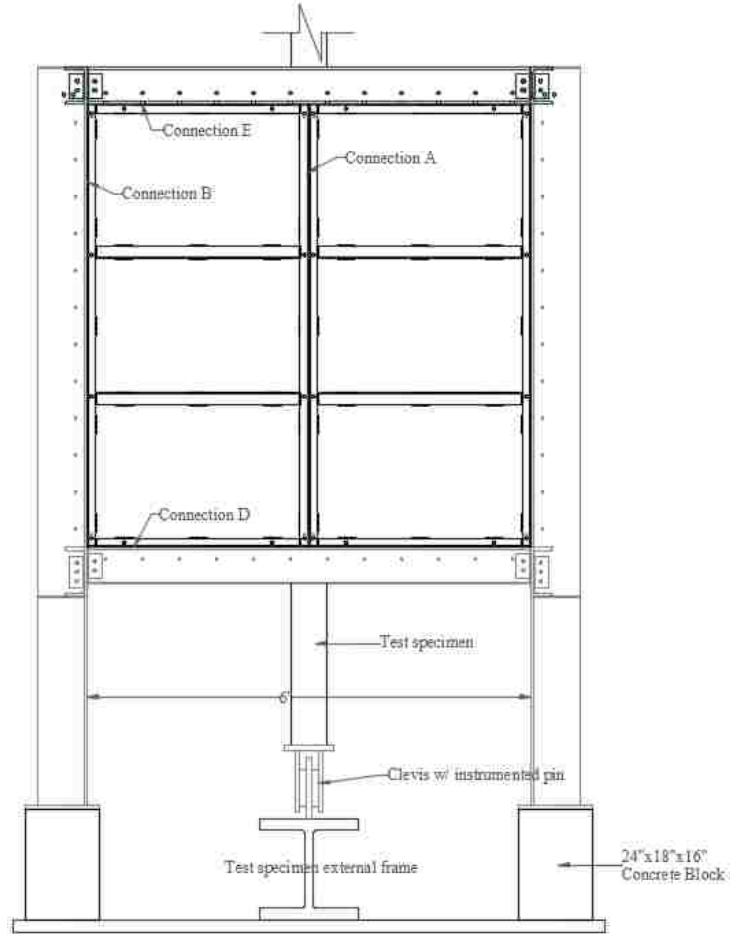 Connection E
Connection A
Connection B
Connection D
Test specimen
6'
Clevis w/ instrumented pin
Test specimen external frame
24"x18"x16"
Concrete Block